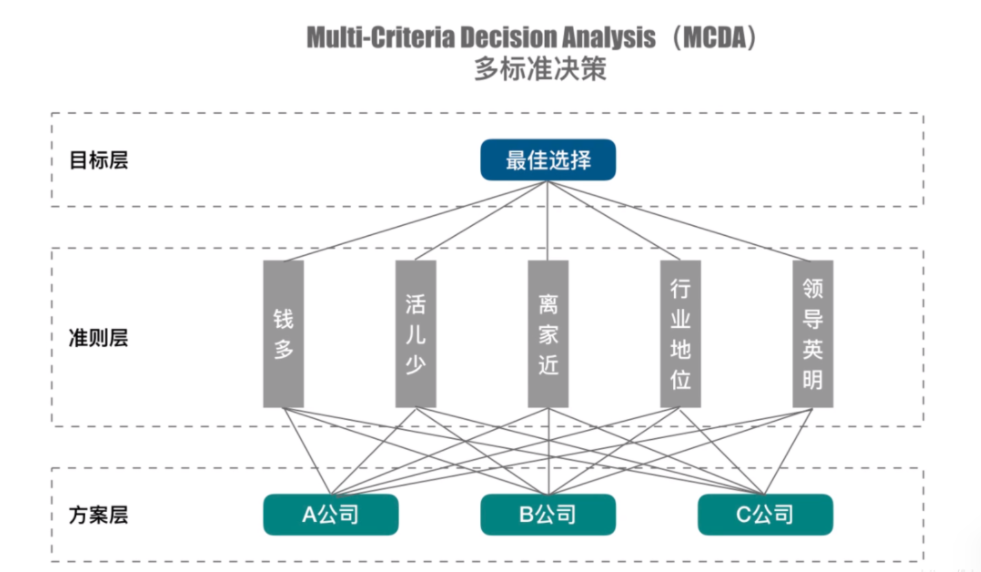 Multi-Criteria Decision Analysis（MCDA）
多标准决策
目标层
最佳选择
准则层
钱多
活儿少
离家近
行业地位
领导英明
方案层
A公司
B公司
C公司